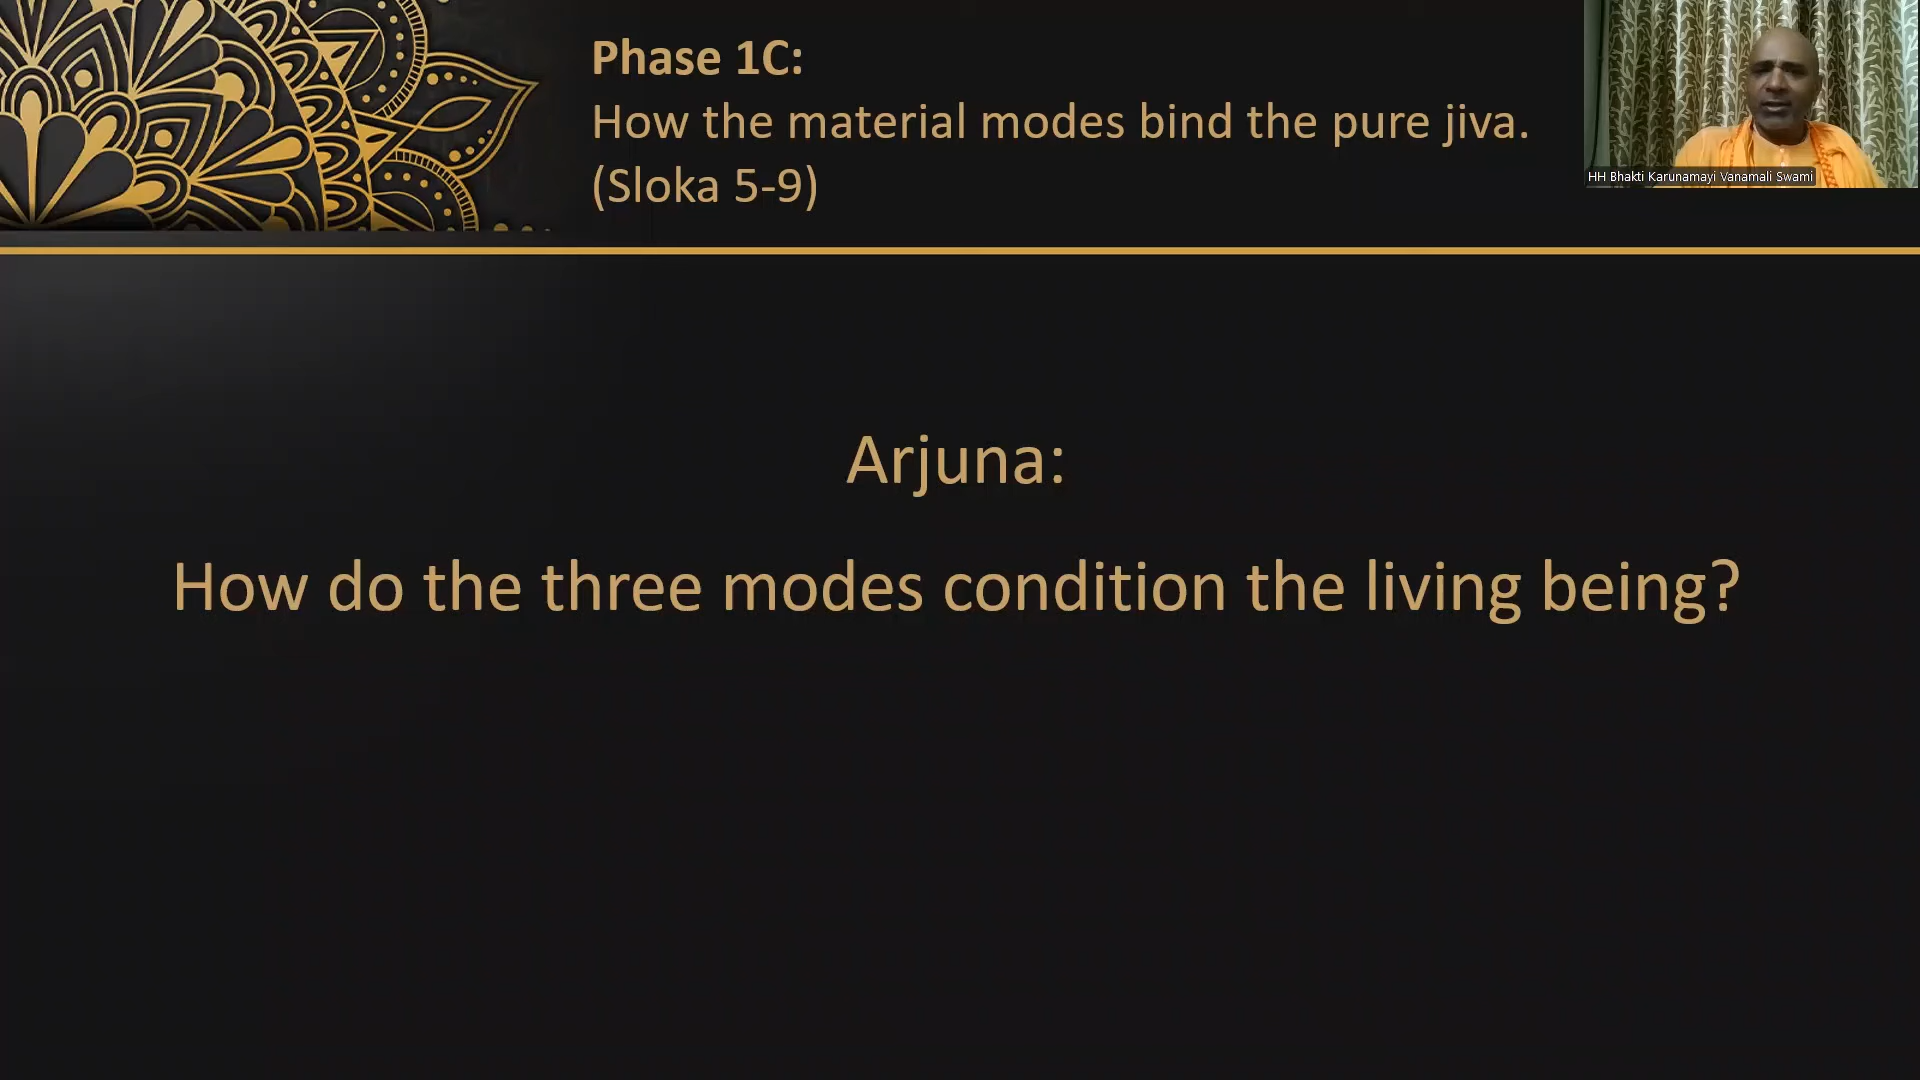 Phase 1C:
How the material modes bind the pure jiva.
(Sloka 5-9)
HH Bhakti Karunamayi Vanamali Swami
Arjuna:
How do the three modes condition the living being?